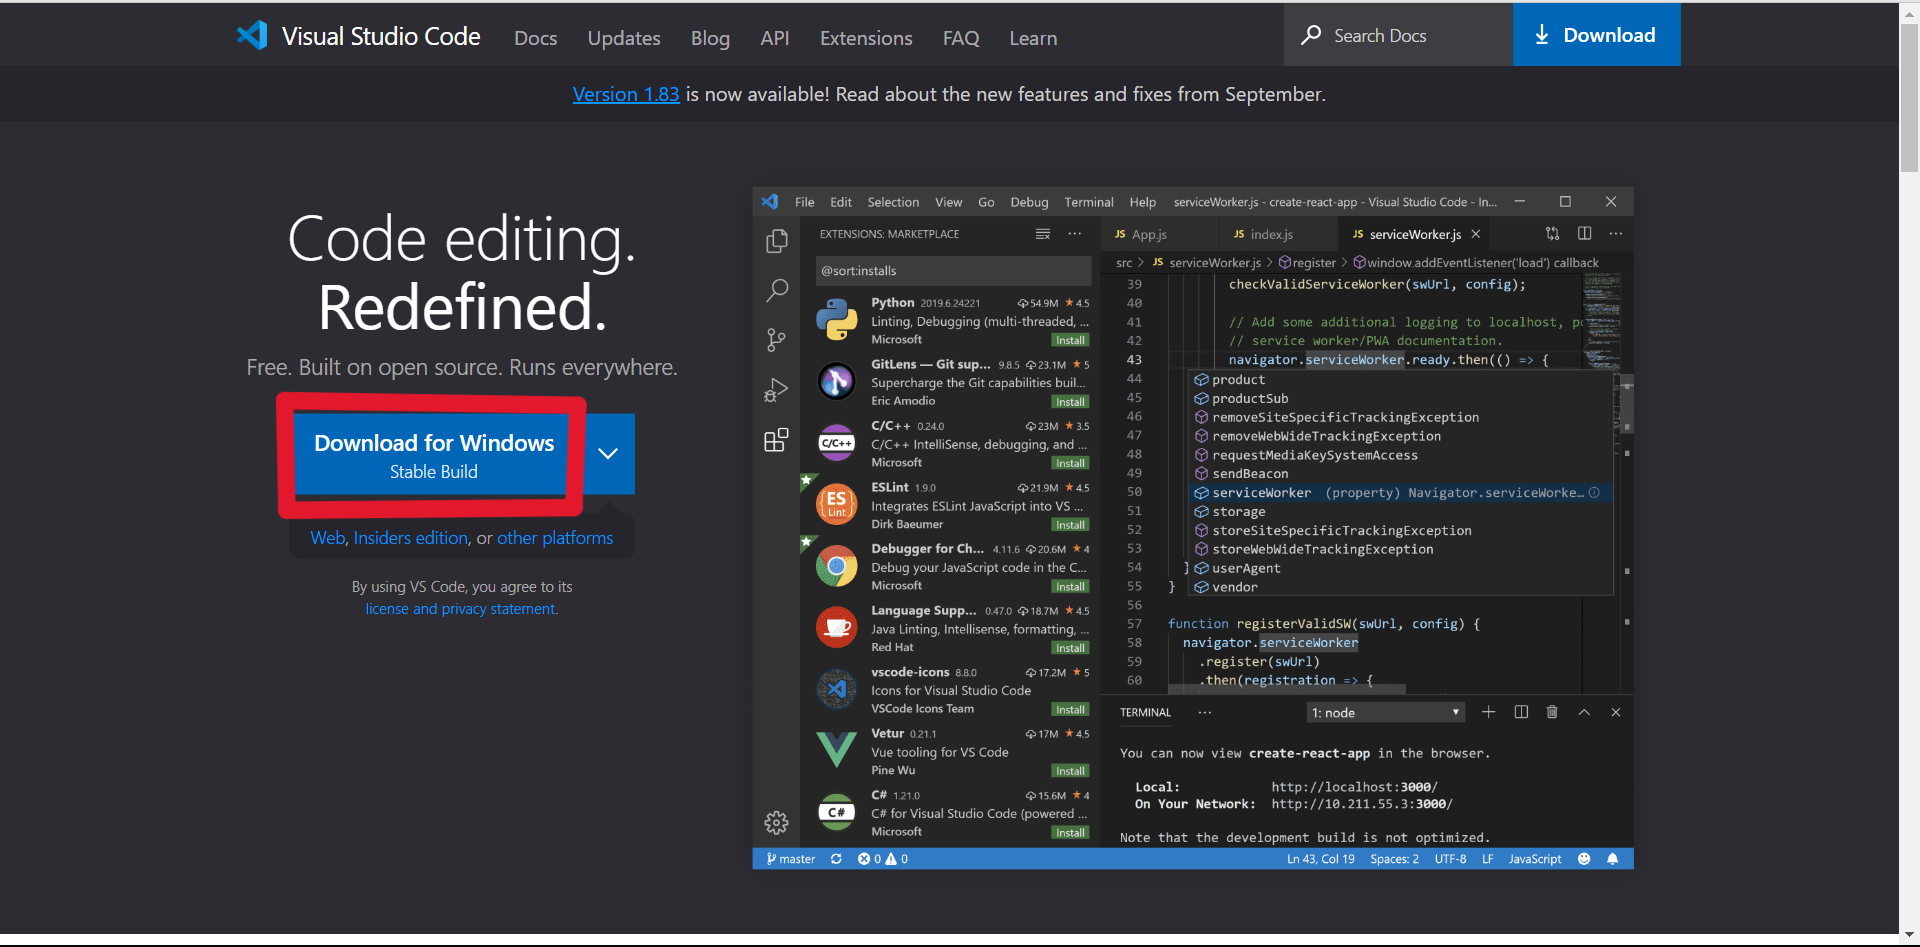 Visual Studio Code Docs Updates Blog API Extensions FAQ Learn Search Docs Download
Version 1.83 is now available! Read about the new features and fixes from September.
Code editing.
Redefined.
Free. Built on open source. Runs everywhere.
Download for Windows
Stable Build
Web, Insiders edition, or other platforms
By using VS Code, you agree to its
license and privacy statement.
File Edit Selection View Go Debug Terminal Help serviceWorker.js - create-react-app - Visual Studio Code - In...
EXTENSIONS: MARKETPLACE
@sort:installs
Python 2019.6.24221 54.9M ★ 4.5
Linting, Debugging (multi-threaded, ...
Microsoft Install
GitLens — Git sup... 9.8.5 23.1M ★ 5
Supercharge the Git capabilities buil...
Eric Amodio Install
C/C++
C/C++ 0.24.0 23M ★ 3.5
C/C++ IntelliSense, debugging, and ...
Microsoft Install
ES
Lint
ESLint 1.9.0 21.9M ★ 4.5
Integrates ESLint JavaScript into VS ...
Dirk Baeumer Install
Debugger for Ch... 4.11.6 20.6M ★ 4
Debug your JavaScript code in the C...
Microsoft Install
Language Supp... 0.47.0 18.7M ★ 4.5
Java Linting, Intellisense, formatting, ...
Red Hat Install
vscode-icons 8.8.0 17.2M ★ 5
Icons for Visual Studio Code
VSCode Icons Team Install
Vetur 0.21.1 17M ★ 4.5
Vue tooling for VS Code
Pine Wu Install
C#
C# 1.21.0 15.6M ★ 4
C# for Visual Studio Code (powered ...
Microsoft Install
JS App.js JS index.js JS serviceWorker.js
src > JS serviceWorker.js > register > window.addEventListener('load') callback
39 checkValidServiceWorker(swUrl, config);
40
41 // Add some additional logging to localhost, p
42 // service worker/PWA documentation.
43 navigator.serviceWorker.ready.then(() => {
44 product
45 productSub
46 removeSiteSpecificTrackingException
47 removeWebWideTrackingException
48 requestMediaKeySystemAccess
49 sendBeacon
50 serviceWorker (property) Navigator.serviceWorke...
51 storage
52 storeSiteSpecificTrackingException
53 storeWebWideTrackingException
54 } userAgent
55 } vendor
56
57 function registerValidSW(swUrl, config) {
58 navigator.serviceWorker
59 .register(swUrl)
60 .then(registration => {
TERMINAL ... 1: node
You can now view create-react-app in the browser.
Local: http://localhost:3000/
On Your Network: http://10.211.55.3:3000/
Note that the development build is not optimized.
master 0 0 Ln 43, Col 19 Spaces: 2 UTF-8 LF JavaScript